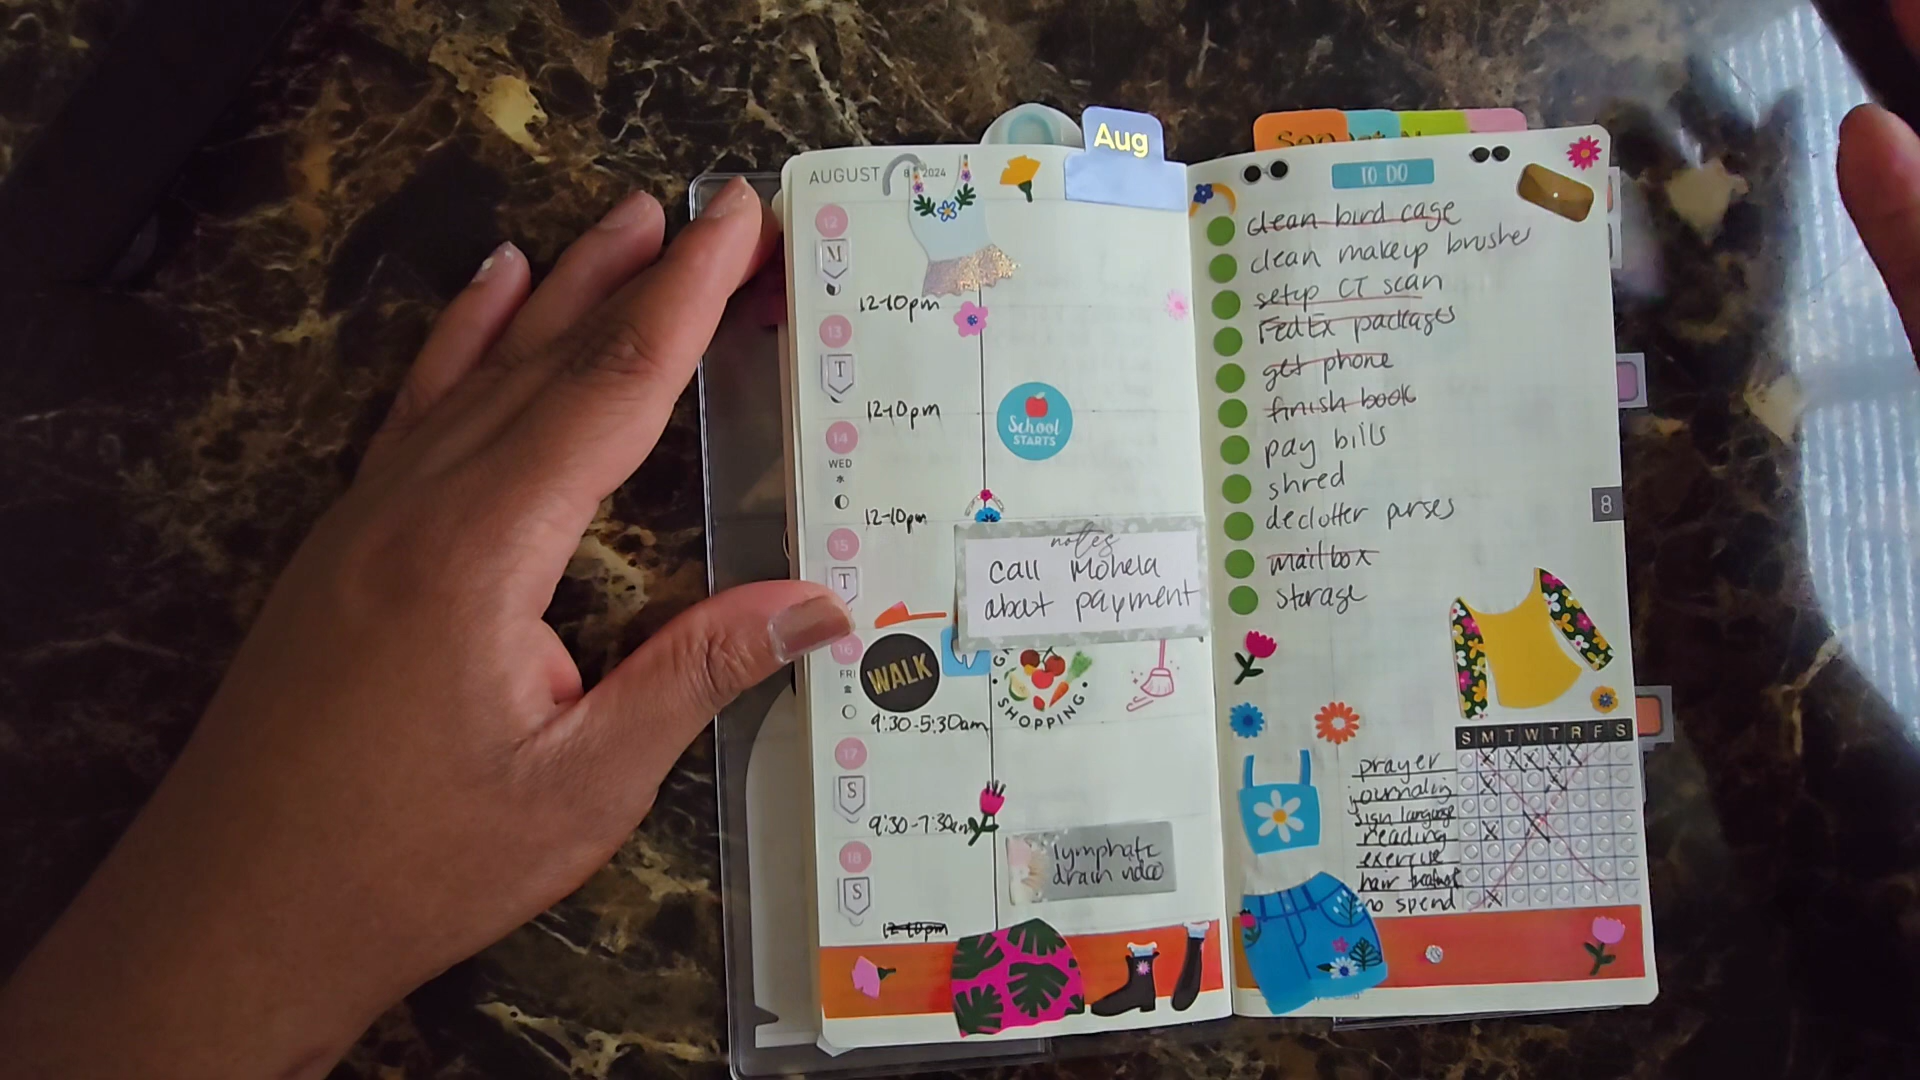 Aug
AUGUST 8 2024
12
M
12-10pm
13
T
12-10pm
School
STARTS
14
WED
水
12-10pm
15
T
notes
call Mohela
about payment
16
FRI
金
WALK
SHOPPING
9:30-5:30am
17
S
9:30-7:30am
18
S
lymphatic
drain video
12-10pm
TO DO
clean bird cage
clean makeup brushes
setup CT scan
FedEx packages
get phone
finish book
pay bills
shred
declutter purses
mailbox
storage
8
S M T W T R F S
prayer
journaling
sign language
reading
exercise
hair treatment
no spend